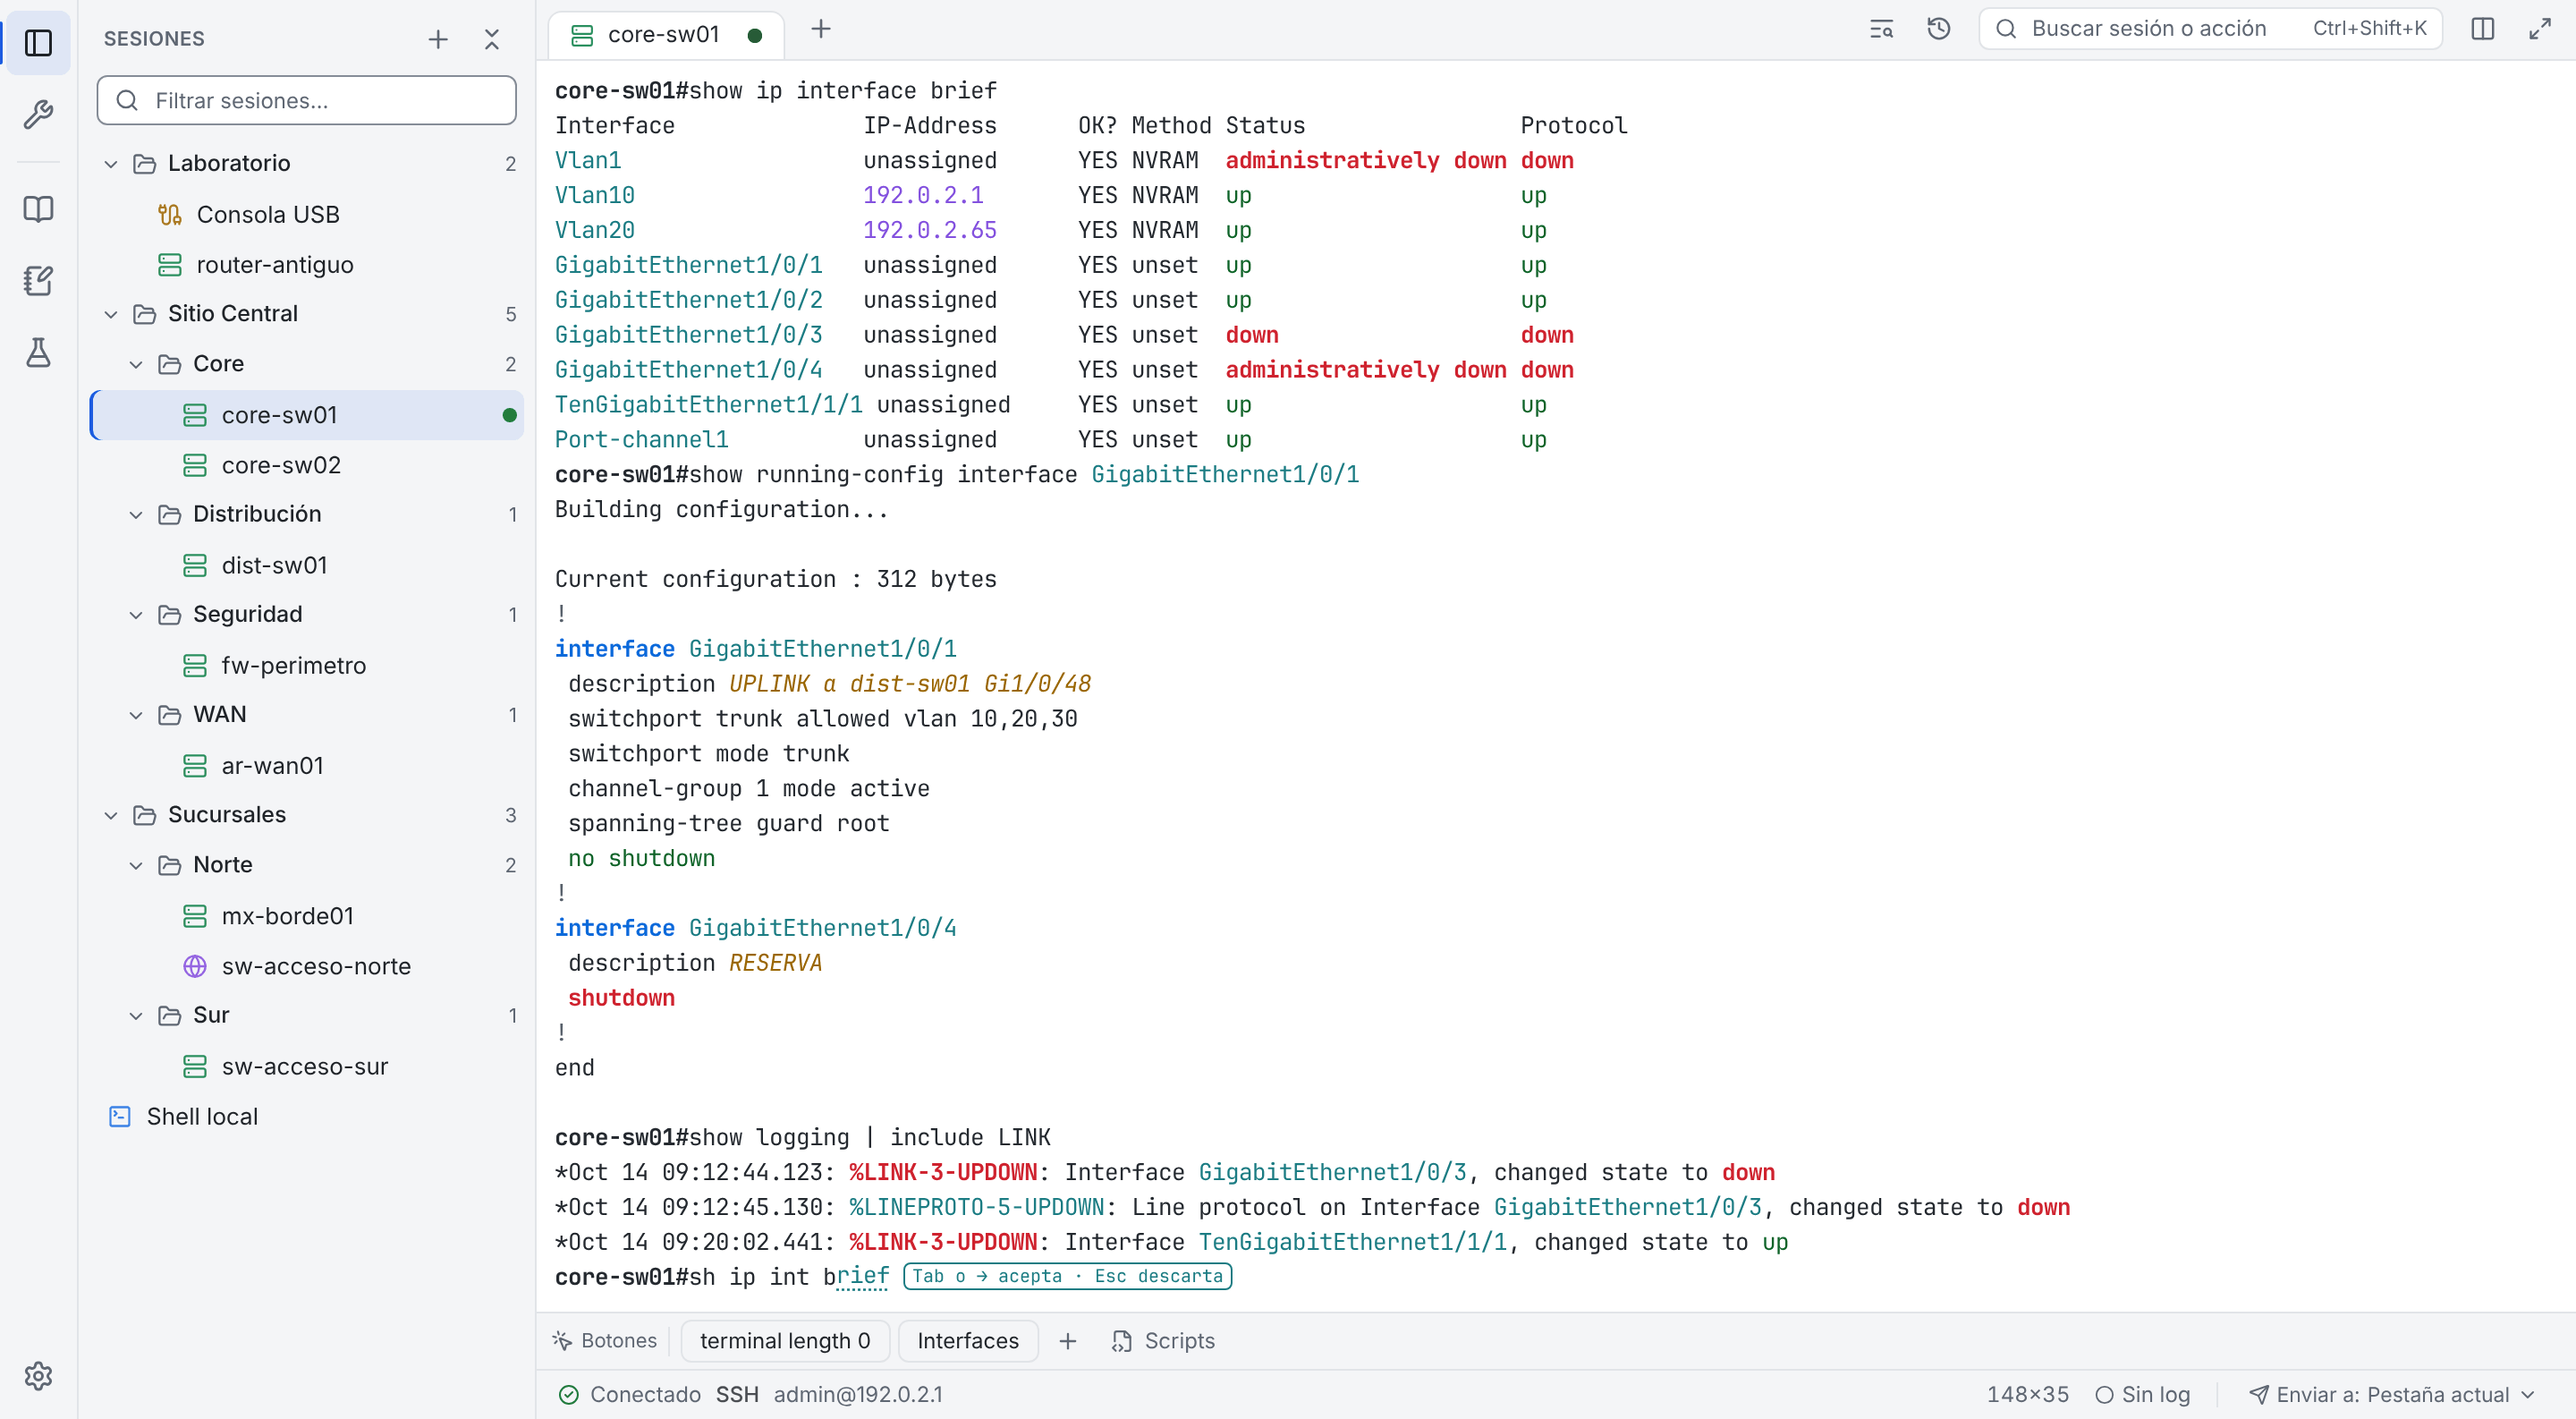 SESIONES
Filtrar sesiones...
Laboratorio 2
Consola USB
router-antiguo
Sitio Central 5
Core 2
core-sw01
core-sw02
Distribución 1
dist-sw01
Seguridad 1
fw-perimetro
WAN 1
ar-wan01
Sucursales 3
Norte 2
mx-borde01
sw-acceso-norte
Sur 1
sw-acceso-sur
Shell local
core-sw01
Buscar sesión o acción Ctrl+Shift+K
core-sw01#show ip interface brief
Interface IP-Address OK? Method Status Protocol
Vlan1 unassigned YES NVRAM administratively down down
Vlan10 192.0.2.1 YES NVRAM up up
Vlan20 192.0.2.65 YES NVRAM up up
GigabitEthernet1/0/1 unassigned YES unset up up
GigabitEthernet1/0/2 unassigned YES unset up up
GigabitEthernet1/0/3 unassigned YES unset down down
GigabitEthernet1/0/4 unassigned YES unset administratively down down
TenGigabitEthernet1/1/1 unassigned YES unset up up
Port-channel1 unassigned YES unset up up
core-sw01#show running-config interface GigabitEthernet1/0/1
Building configuration...
Current configuration : 312 bytes
!
interface GigabitEthernet1/0/1
description UPLINK a dist-sw01 Gi1/0/48
switchport trunk allowed vlan 10,20,30
switchport mode trunk
channel-group 1 mode active
spanning-tree guard root
no shutdown
!
interface GigabitEthernet1/0/4
description RESERVA
shutdown
!
end
core-sw01#show logging | include LINK
*Oct 14 09:12:44.123: %LINK-3-UPDOWN: Interface GigabitEthernet1/0/3, changed state to down
*Oct 14 09:12:45.130: %LINEPROTO-5-UPDOWN: Line protocol on Interface GigabitEthernet1/0/3, changed state to down
*Oct 14 09:20:02.441: %LINK-3-UPDOWN: Interface TenGigabitEthernet1/1/1, changed state to up
core-sw01#sh ip int brief Tab o → acepta · Esc descarta
Botones terminal length 0 Interfaces Scripts
Conectado SSH admin@192.0.2.1 148×35 Sin log Enviar a: Pestaña actual